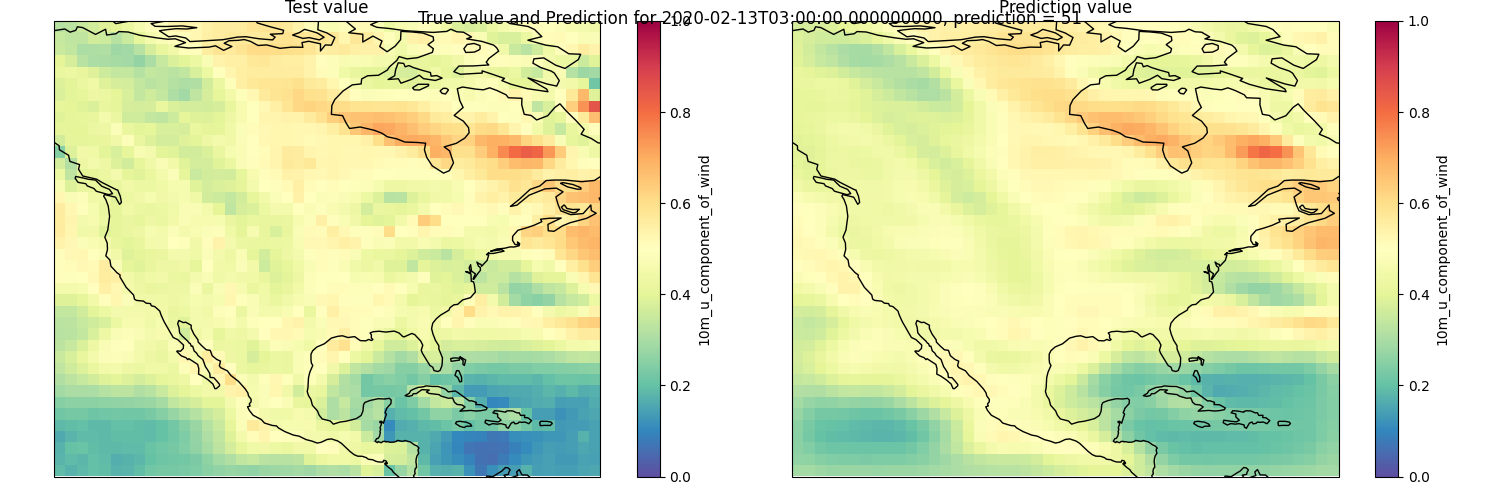 Test value
True value and Prediction for 2020-02-13T03:00:00.000000000, prediction = 51
Prediction value
1.0
0.8
0.6
0.4
0.2
0.0
10m_u_component_of_wind
1.0
0.8
0.6
0.4
0.2
0.0
10m_u_component_of_wind